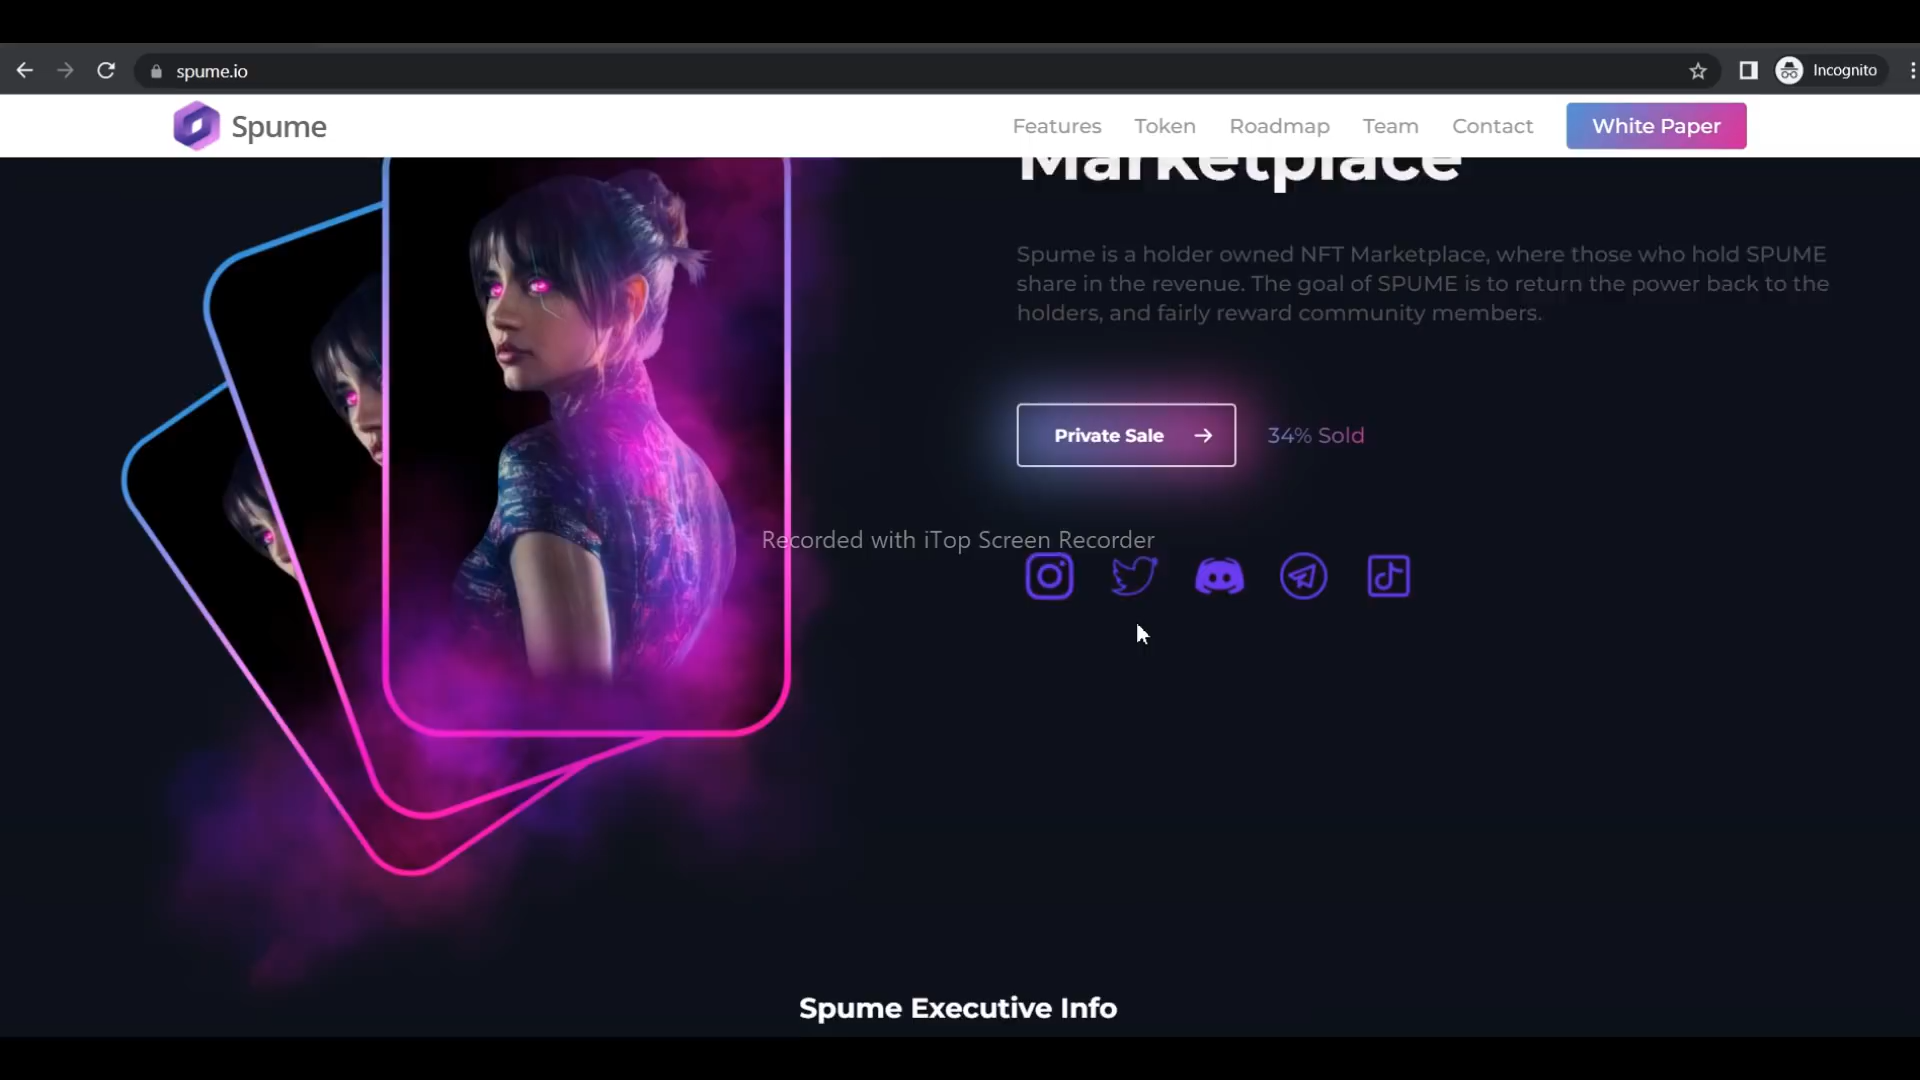 spume.io
Incognito
Spume
Features
Token
Roadmap
Team
Contact
White Paper
Marketplace
Spume is a holder owned NFT Marketplace, where those who hold SPUME
share in the revenue. The goal of SPUME is to return the power back to the
holders, and fairly reward community members.
Private Sale
34% Sold
Recorded with iTop Screen Recorder
Spume Executive Info